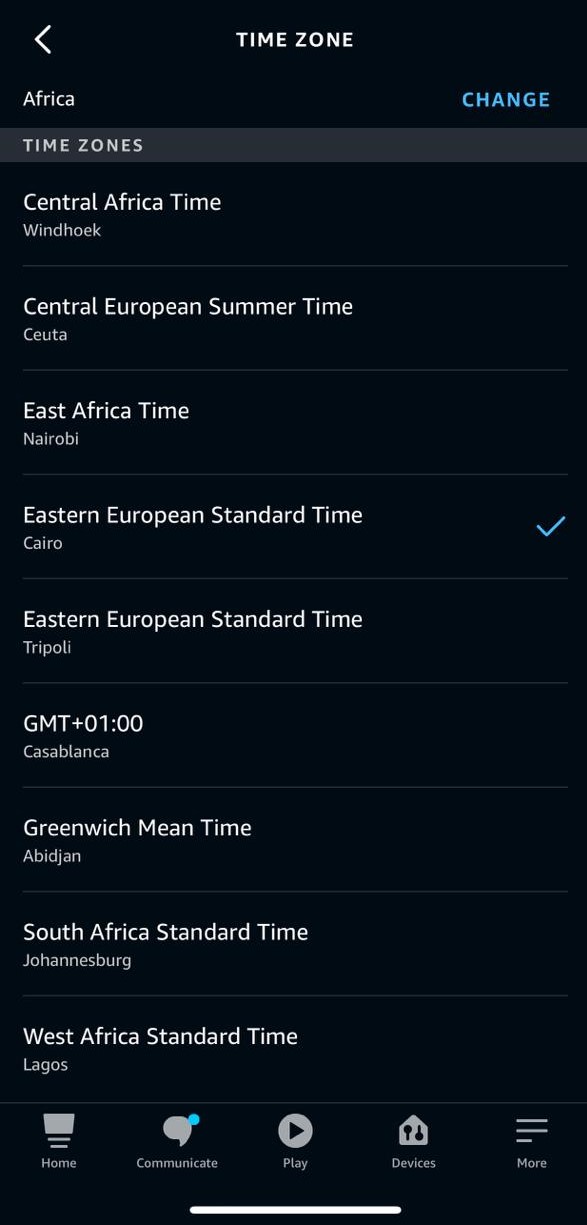 TIME ZONE
Africa
CHANGE
TIME ZONES
Central Africa Time
Windhoek
Central European Summer Time
Ceuta
East Africa Time
Nairobi
Eastern European Standard Time
Cairo
Eastern European Standard Time
Tripoli
GMT+01:00
Casablanca
Greenwich Mean Time
Abidjan
South Africa Standard Time
Johannesburg
West Africa Standard Time
Lagos
Home
Communicate
Play
Devices
More